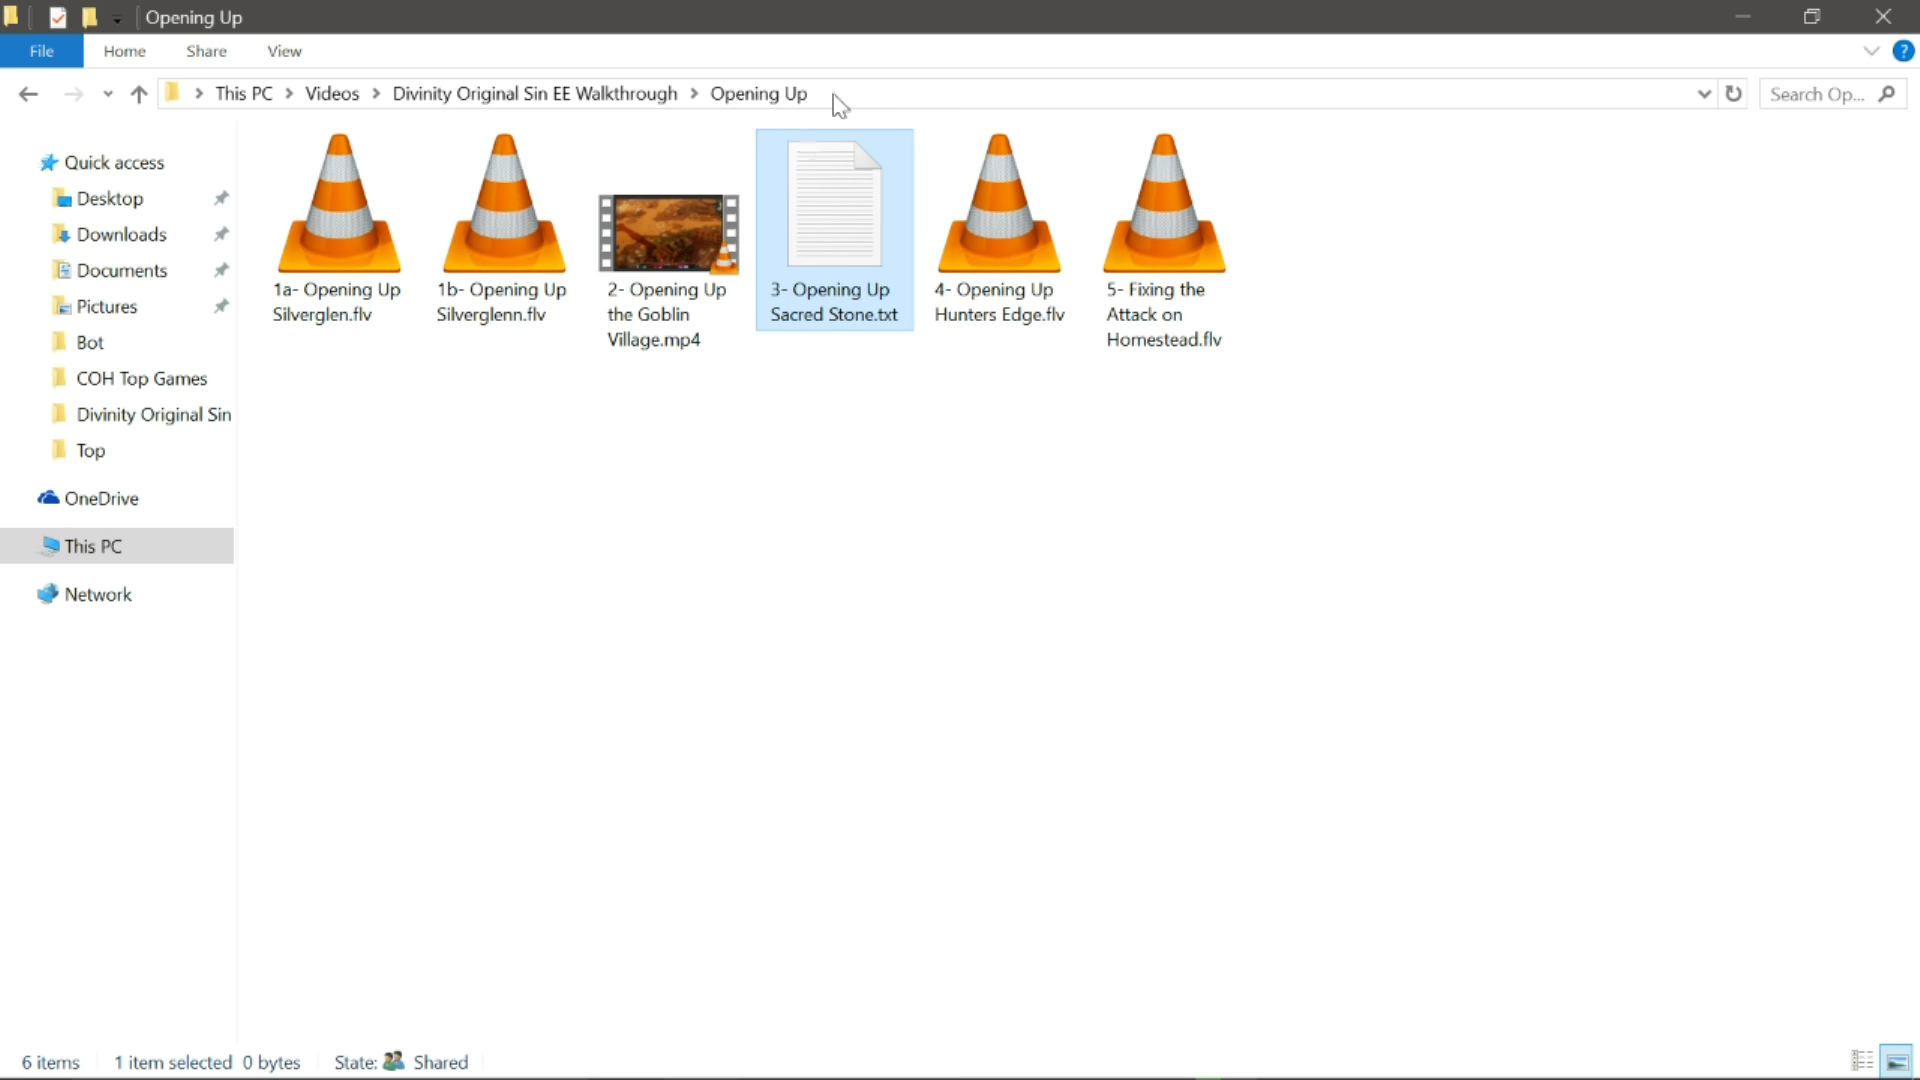 Opening Up
File Home Share View
?
This PC Videos Divinity Original Sin EE Walkthrough Opening Up
Search Op...
Quick access
Desktop
Downloads
Documents
Pictures
Bot
COH Top Games
Divinity Original Sin
Top
OneDrive
This PC
Network
1a- Opening Up
Silverglen.flv
1b- Opening Up
Silverglenn.flv
2- Opening Up
the Goblin
Village.mp4
3- Opening Up
Sacred Stone.txt
4- Opening Up
Hunters Edge.flv
5- Fixing the
Attack on
Homestead.flv
6 items 1 item selected 0 bytes State: Shared